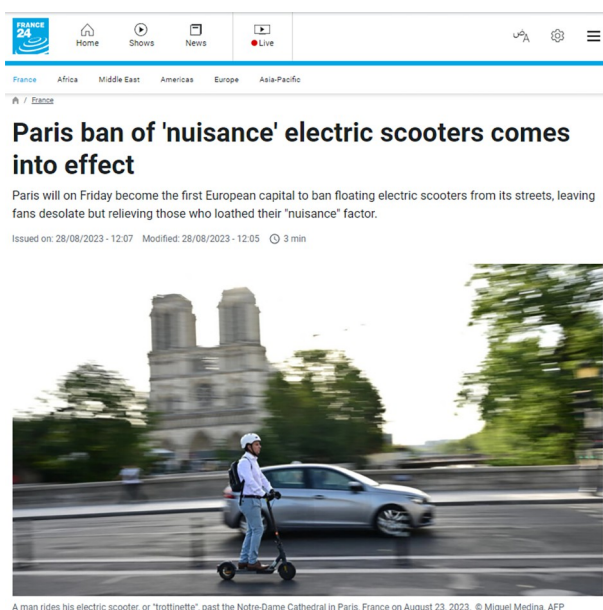 FRANCE
24
Home
Shows
News
Live
France
Africa
Middle East
Americas
Europe
Asia-Pacific
/ France
Paris ban of 'nuisance' electric scooters comes
into effect
Paris will on Friday become the first European capital to ban floating electric scooters from its streets, leaving
fans desolate but relieving those who loathed their "nuisance" factor.
Issued on: 28/08/2023 - 12:07 Modified: 28/08/2023 - 12:05 3 min
A man rides his electric scooter, or "trottinette", past the Notre-Dame Cathedral in Paris, France on August 23, 2023. © Miguel Medina, AFP